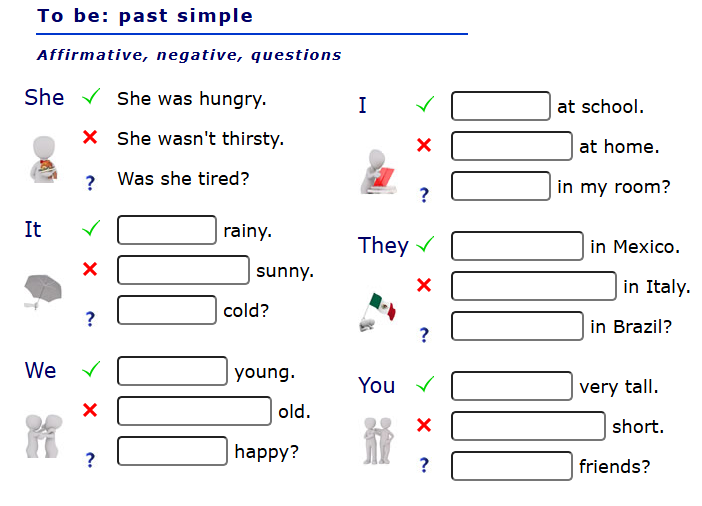 To be: past simple
Affirmative, negative, questions
She ✓ She was hungry.
✗ She wasn't thirsty.
? Was she tired?
It ✓ rainy.
✗ sunny.
? cold?
We ✓ young.
✗ old.
? happy?
I ✓ at school.
✗ at home.
? in my room?
They ✓ in Mexico.
✗ in Italy.
? in Brazil?
You ✓ very tall.
✗ short.
? friends?